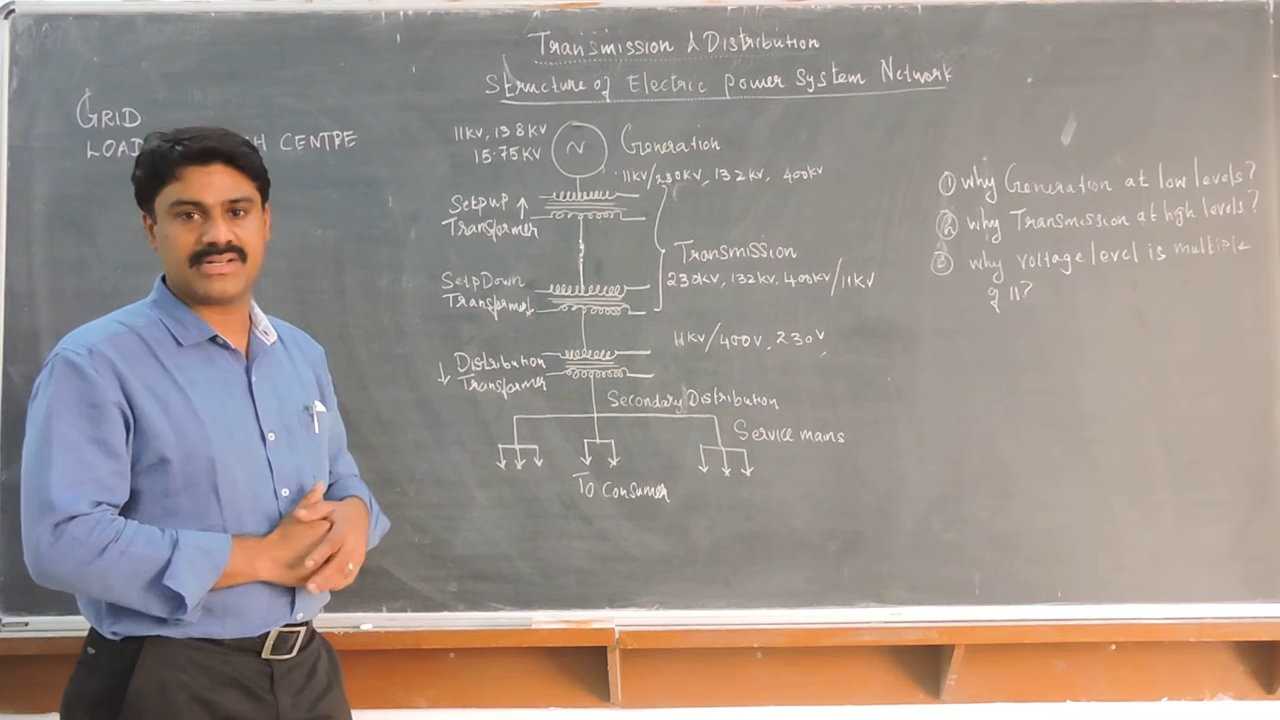 Transmission & Distribution
Structure of Electric Power System Network
GRID
LOAD CENTRE
11KV, 13.8KV
15.75KV
N
Generation
11KV/230KV, 132KV, 400KV
Setpup ↑
Transformer
Transmission
230KV, 132KV. 400KV/11KV
SetpDown
Transformer↓
11KV/400V, 230V
↓ Distribution
Transformer
Secondary Distribution
Service mains
To Consumer
① why Generation at low levels?
② why Transmission at high levels?
③ why voltage level is multiple
of 11?